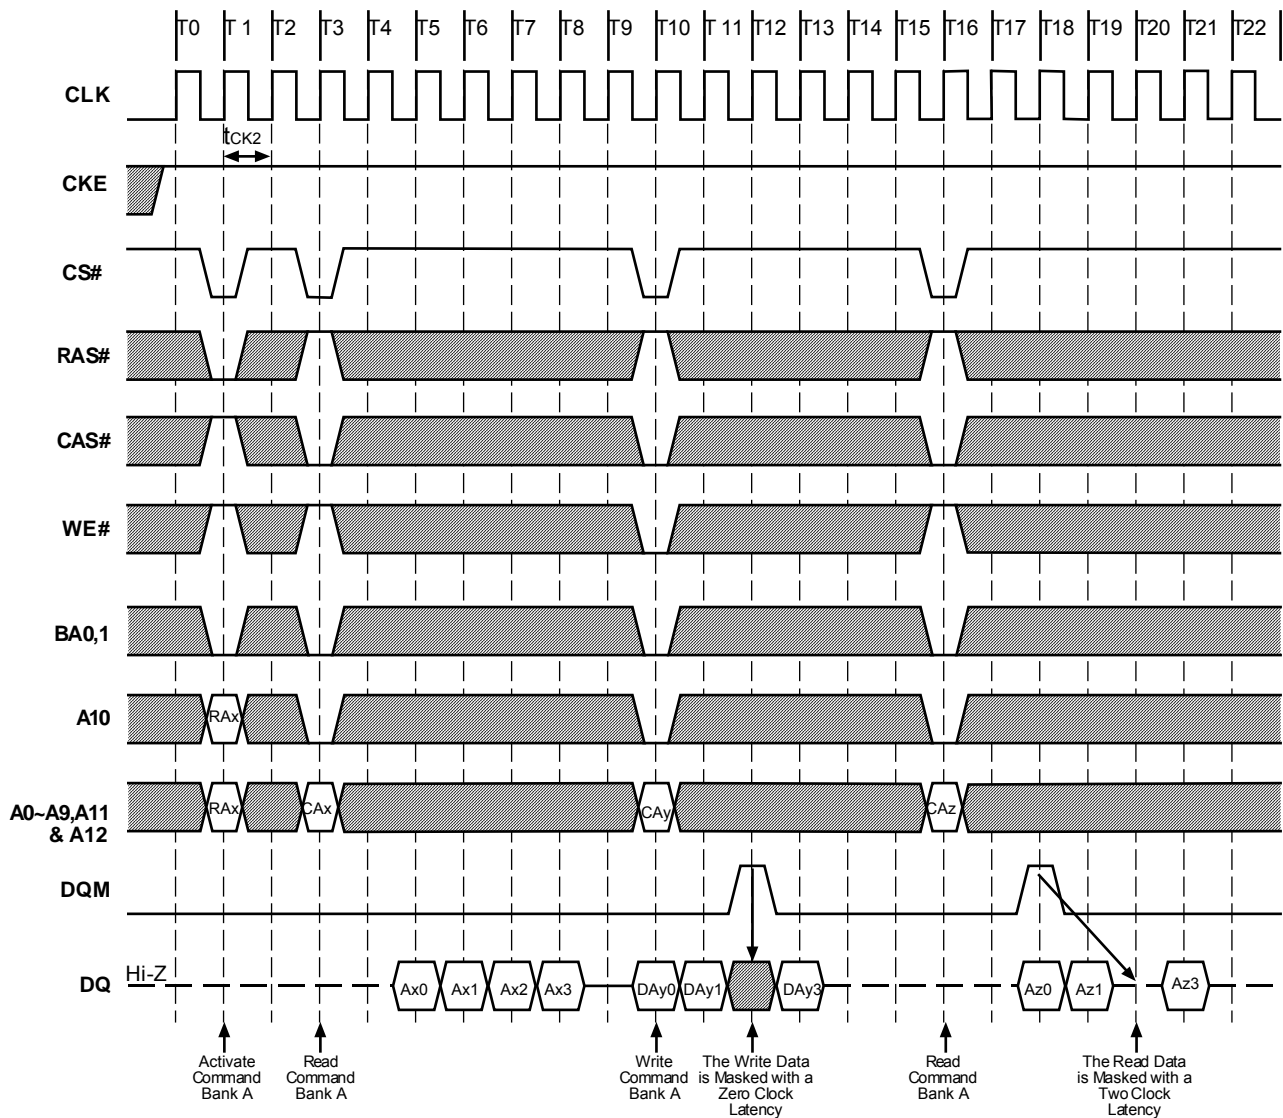 T0 T 1 T2 T3 T4 T5 T6 T7 T8 T9 T10 T 11 T12 T13 T14 T15 T16 T17 T18 T19 T20 T21 T22
CLK
tCK2
CKE
CS#
RAS#
CAS#
WE#
BA0,1
A10
RAx
A0~A9,A11
& A12
RAx CAx CAy CAz
DQM
DQ
Hi-Z
Ax0 Ax1 Ax2 Ax3 DAy0 DAy1 DAy3 Az0 Az1 Az3
Activate
Command
Bank A
Read
Command
Bank A
Write
Command
Bank A
The Write Data
is Masked with a
Zero Clock
Latency
Read
Command
Bank A
The Read Data
is Masked with a
Two Clock
Latency